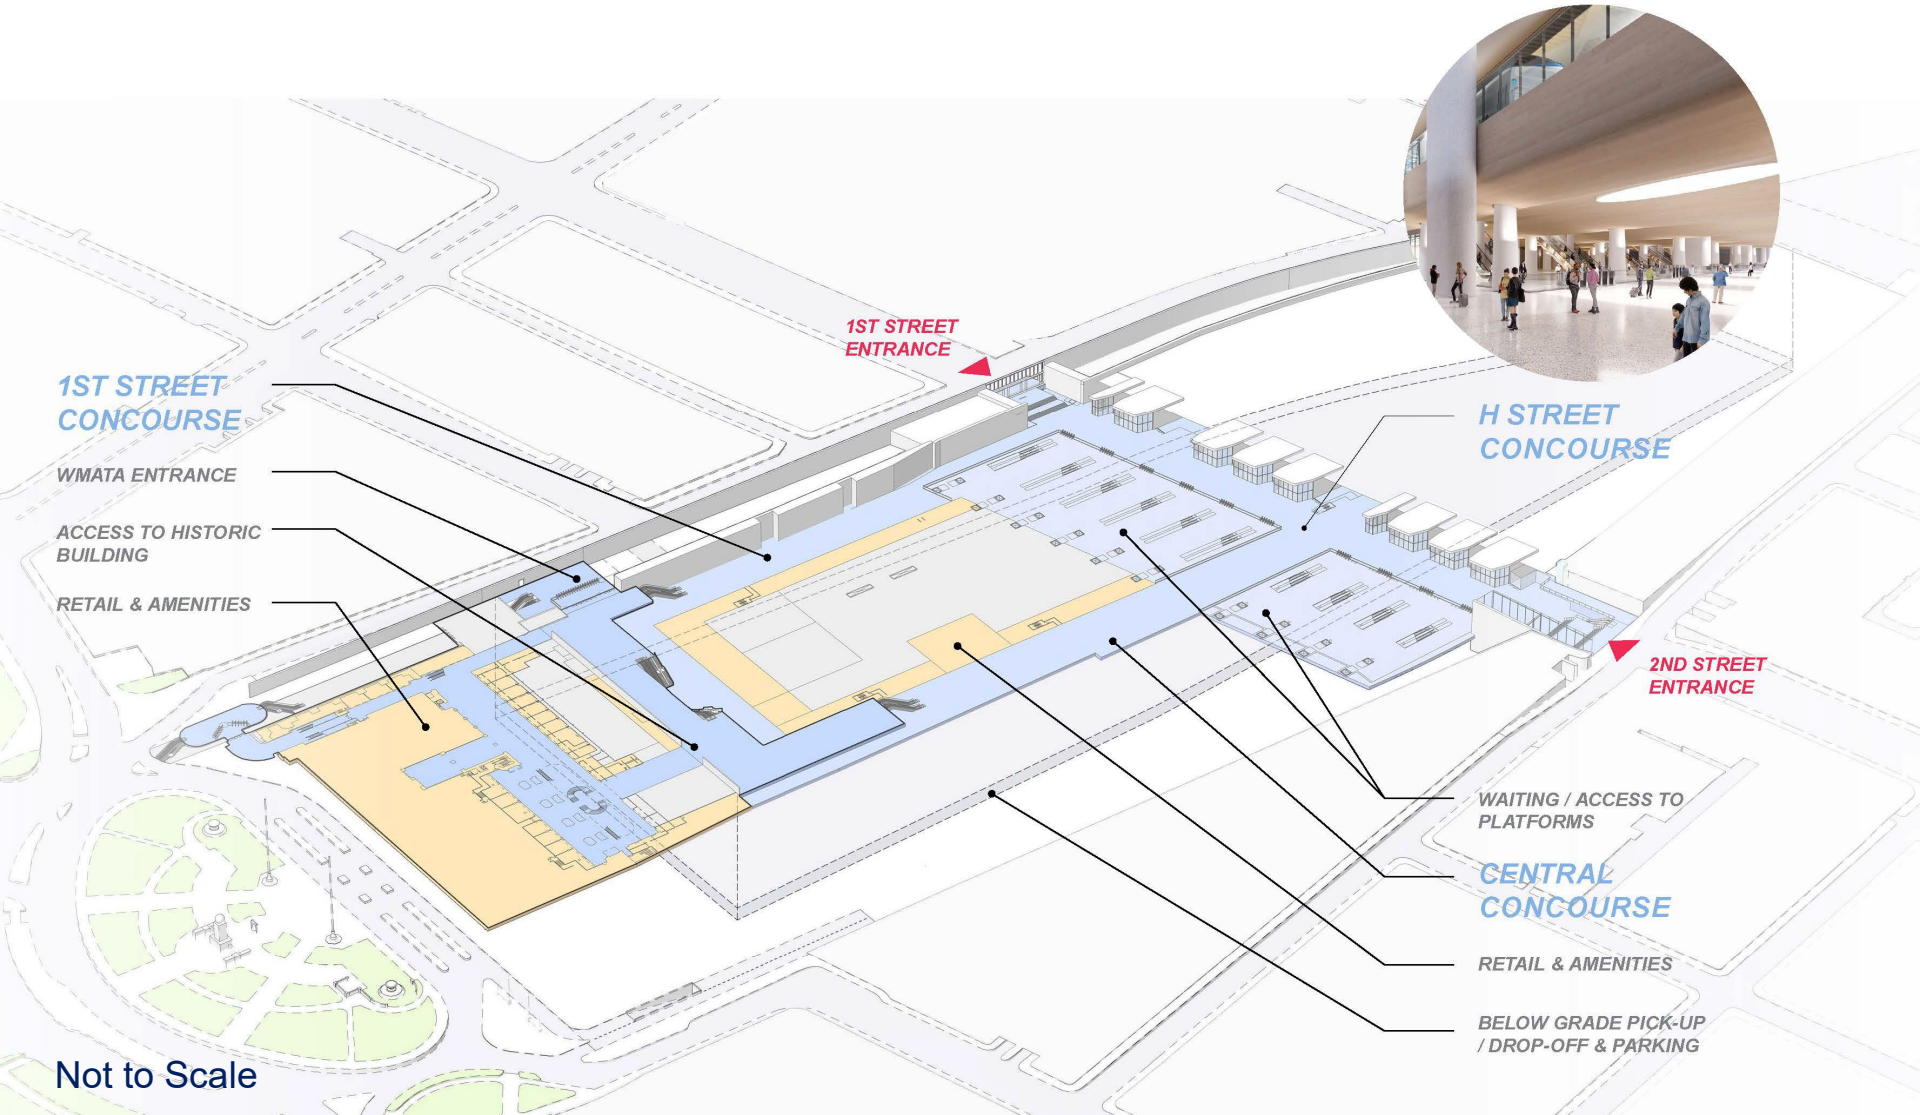 1ST STREET
ENTRANCE
1ST STREET
CONCOURSE
WMATA ENTRANCE
ACCESS TO HISTORIC
BUILDING
RETAIL & AMENITIES
H STREET
CONCOURSE
2ND STREET
ENTRANCE
WAITING / ACCESS TO
PLATFORMS
CENTRAL
CONCOURSE
RETAIL & AMENITIES
BELOW GRADE PICK-UP
/ DROP-OFF & PARKING
Not to Scale